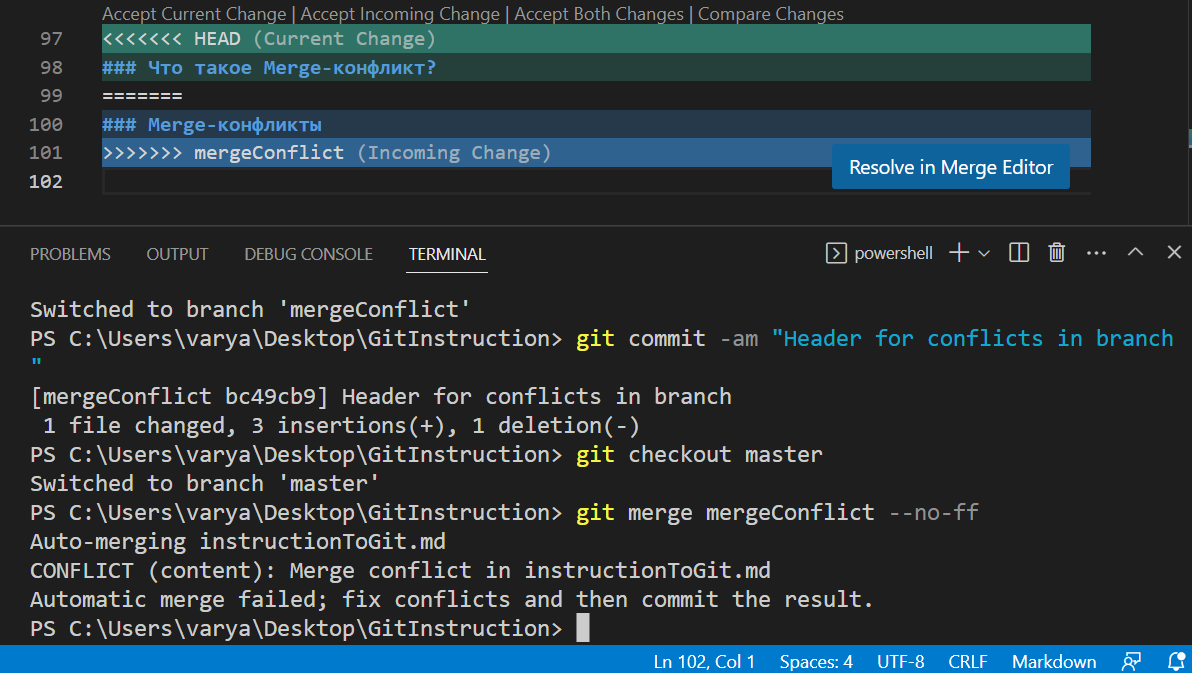 Accept Current Change | Accept Incoming Change | Accept Both Changes | Compare Changes
97 <<<<<<< HEAD (Current Change)
98 ### Что такое Merge-конфликт?
99 =======
100 ### Merge-конфликты
101 >>>>>>> mergeConflict (Incoming Change)
102
Resolve in Merge Editor
PROBLEMS OUTPUT DEBUG CONSOLE TERMINAL powershell
Switched to branch 'mergeConflict'
PS C:\Users\varya\Desktop\GitInstruction> git commit -am "Header for conflicts in branch
"
[mergeConflict bc49cb9] Header for conflicts in branch
1 file changed, 3 insertions(+), 1 deletion(-)
PS C:\Users\varya\Desktop\GitInstruction> git checkout master
Switched to branch 'master'
PS C:\Users\varya\Desktop\GitInstruction> git merge mergeConflict --no-ff
Auto-merging instructionToGit.md
CONFLICT (content): Merge conflict in instructionToGit.md
Automatic merge failed; fix conflicts and then commit the result.
PS C:\Users\varya\Desktop\GitInstruction>
Ln 102, Col 1 Spaces: 4 UTF-8 CRLF Markdown